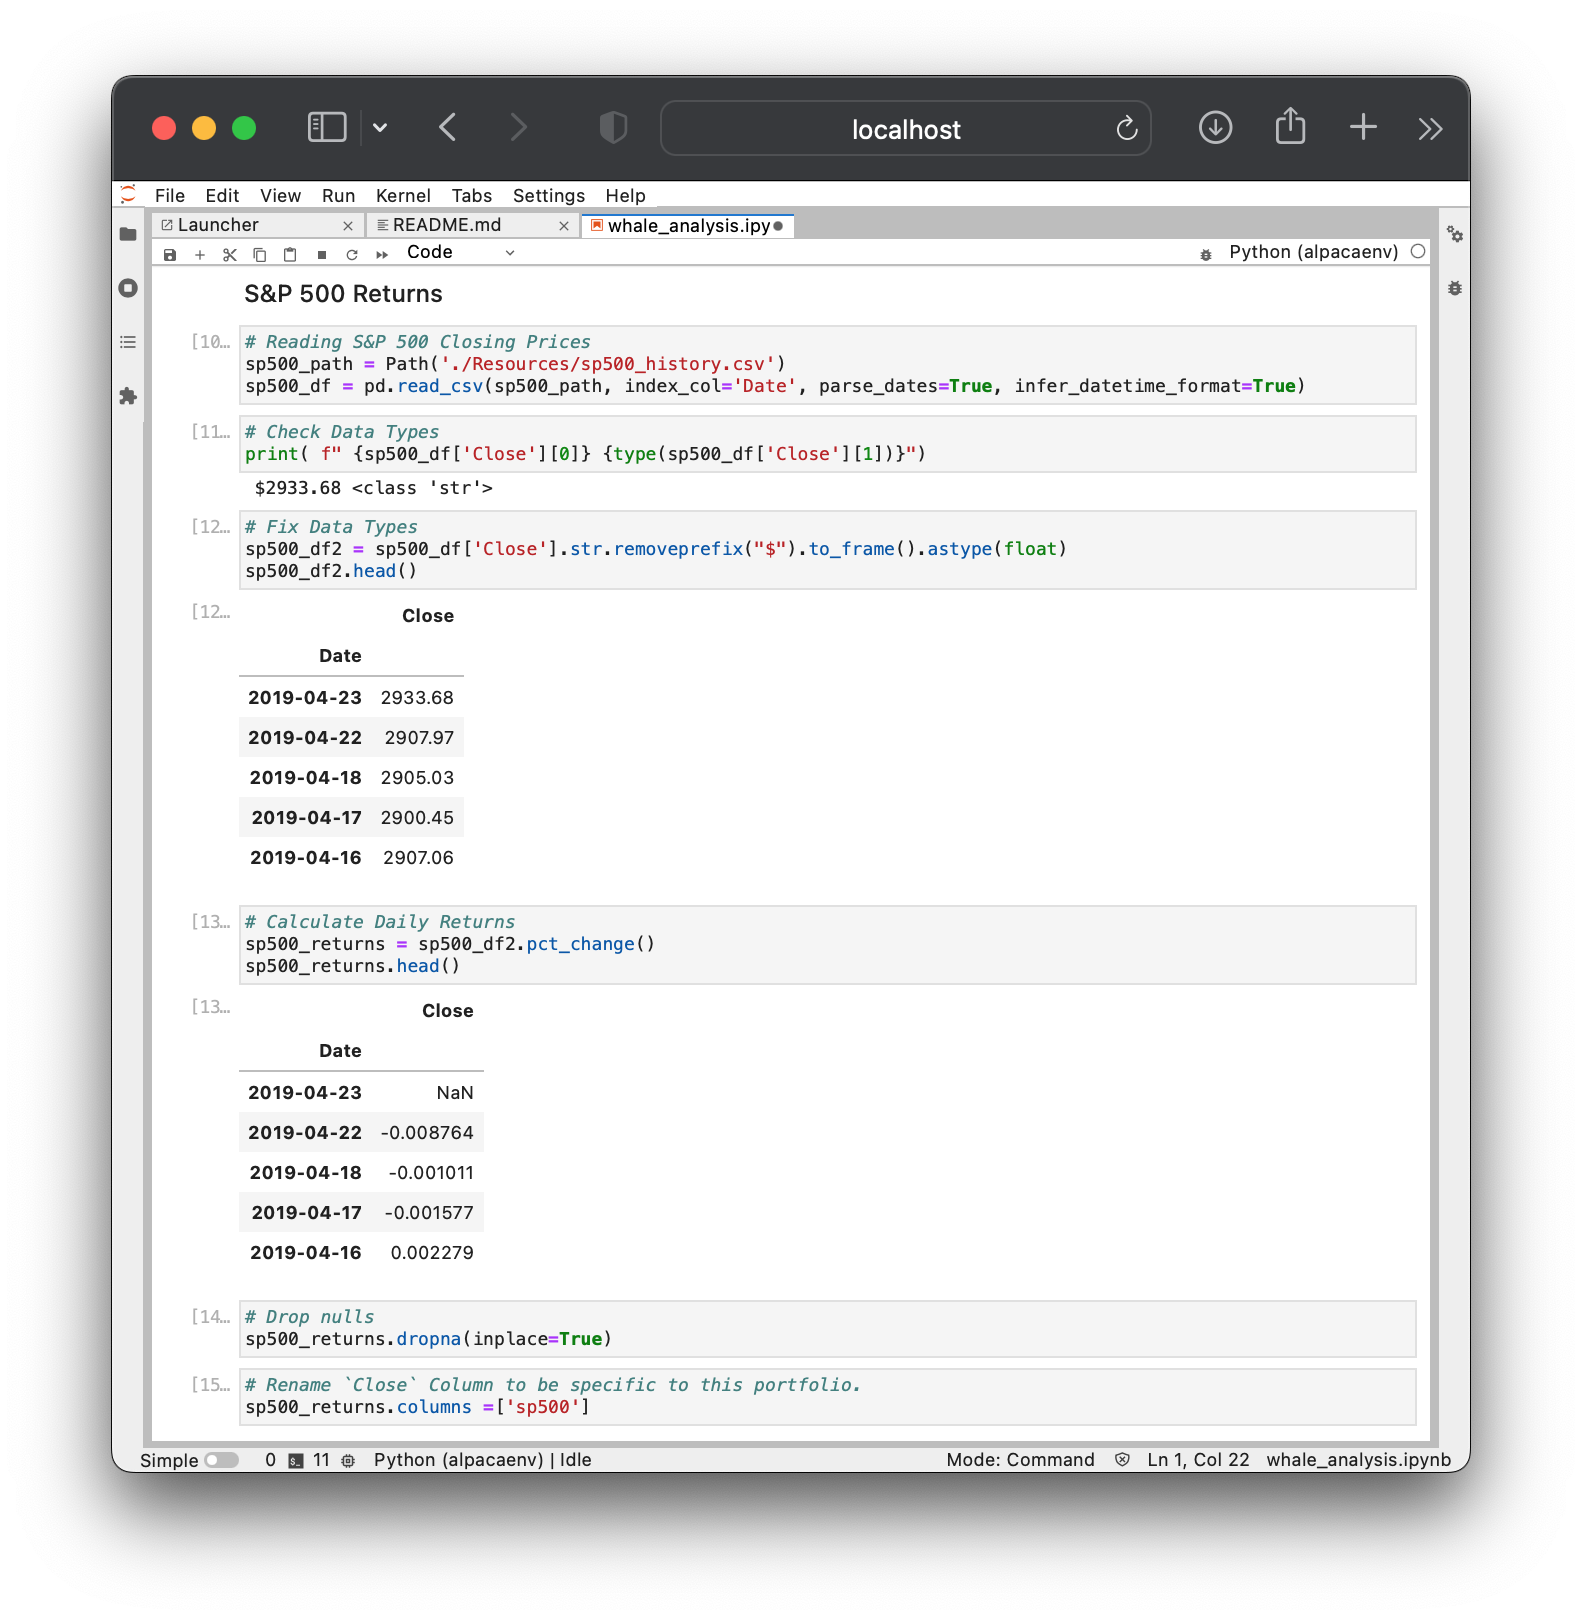 localhost
File Edit View Run Kernel Tabs Settings Help
Launcher README.md whale_analysis.ipy
Code Python (alpacaenv)
S&P 500 Returns
[10… # Reading S&P 500 Closing Prices
sp500_path = Path('./Resources/sp500_history.csv')
sp500_df = pd.read_csv(sp500_path, index_col='Date', parse_dates=True, infer_datetime_format=True)
[11… # Check Data Types
print( f" {sp500_df['Close'][0]} {type(sp500_df['Close'][1])}")
$2933.68 <class 'str'>
[12… # Fix Data Types
sp500_df2 = sp500_df['Close'].str.removeprefix("$").to_frame().astype(float)
sp500_df2.head()
[12… Close
Date
2019-04-23 2933.68
2019-04-22 2907.97
2019-04-18 2905.03
2019-04-17 2900.45
2019-04-16 2907.06
[13… # Calculate Daily Returns
sp500_returns = sp500_df2.pct_change()
sp500_returns.head()
[13… Close
Date
2019-04-23 NaN
2019-04-22 -0.008764
2019-04-18 -0.001011
2019-04-17 -0.001577
2019-04-16 0.002279
[14… # Drop nulls
sp500_returns.dropna(inplace=True)
[15… # Rename `Close` Column to be specific to this portfolio.
sp500_returns.columns =['sp500']
Simple 0 $_ 11 Python (alpacaenv) | Idle Mode: Command Ln 1, Col 22 whale_analysis.ipynb